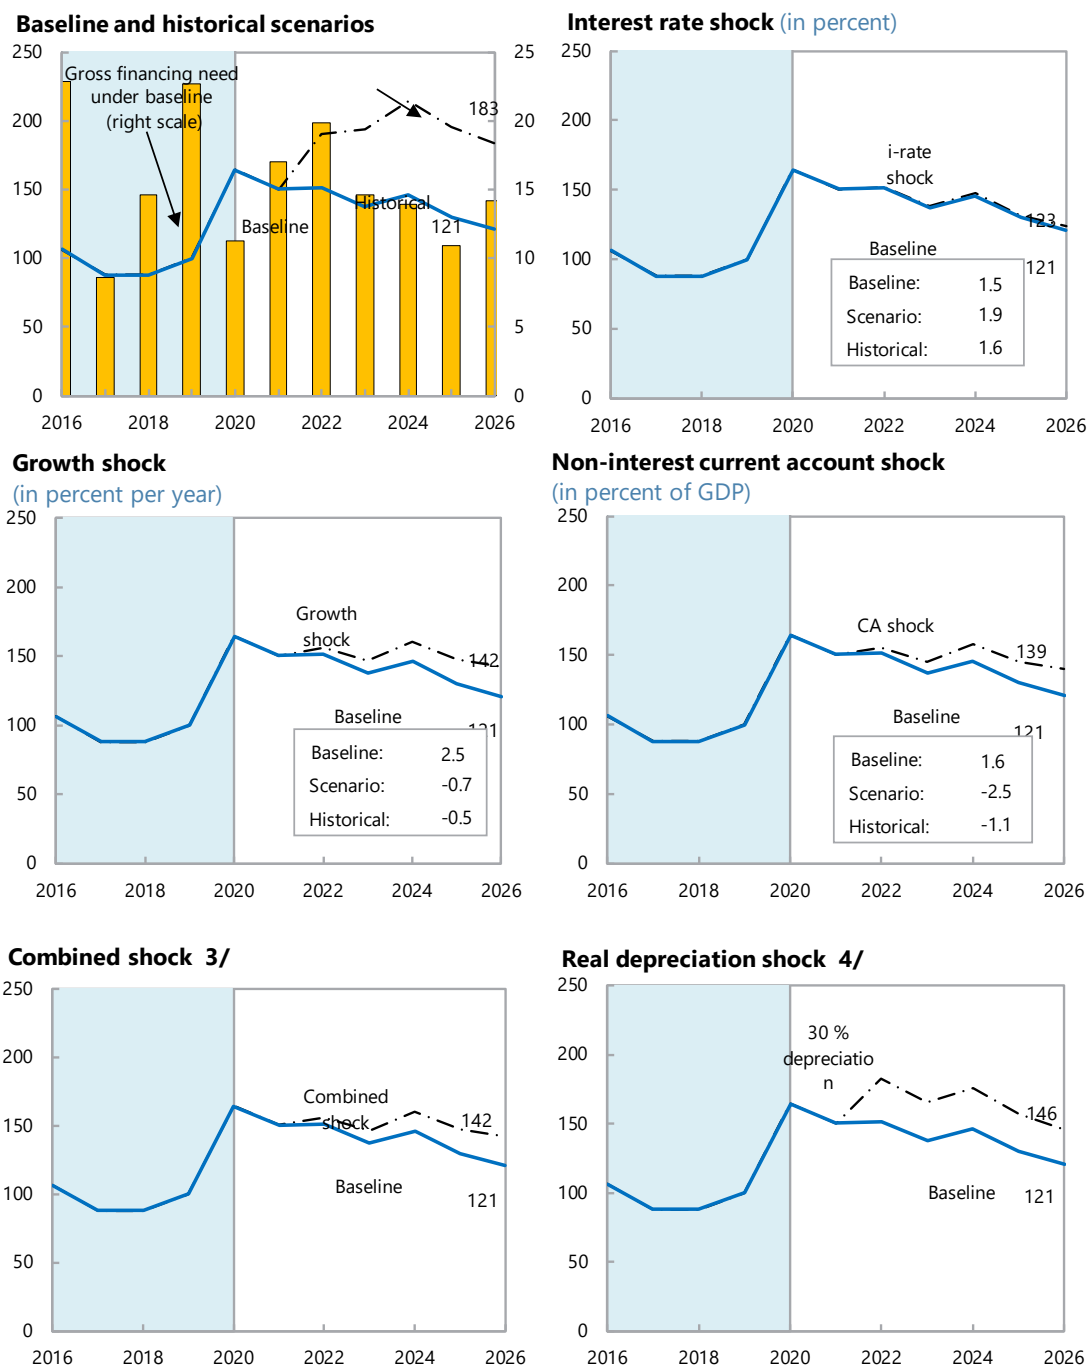 Baseline and historical scenarios
250
200
150
100
50
0
25
20
15
10
5
0
Gross financing need
under baseline
(right scale)
183
Historical
Baseline
121
2016 2018 2020 2022 2024 2026
Interest rate shock (in percent)
250
200
150
100
50
0
i-rate
shock
123
Baseline
121
Baseline: 1.5
Scenario: 1.9
Historical: 1.6
2016 2018 2020 2022 2024 2026
Growth shock
(in percent per year)
250
200
150
100
50
0
Growth
shock
142
Baseline
121
Baseline: 2.5
Scenario: -0.7
Historical: -0.5
2016 2018 2020 2022 2024 2026
Non-interest current account shock
(in percent of GDP)
250
200
150
100
50
0
CA shock
139
Baseline
121
Baseline: 1.6
Scenario: -2.5
Historical: -1.1
2016 2018 2020 2022 2024 2026
Combined shock 3/
250
200
150
100
50
0
Combined
shock
142
Baseline
121
2016 2018 2020 2022 2024 2026
Real depreciation shock 4/
250
200
150
100
50
0
30 %
depreciatio
n
146
Baseline
121
2016 2018 2020 2022 2024 2026